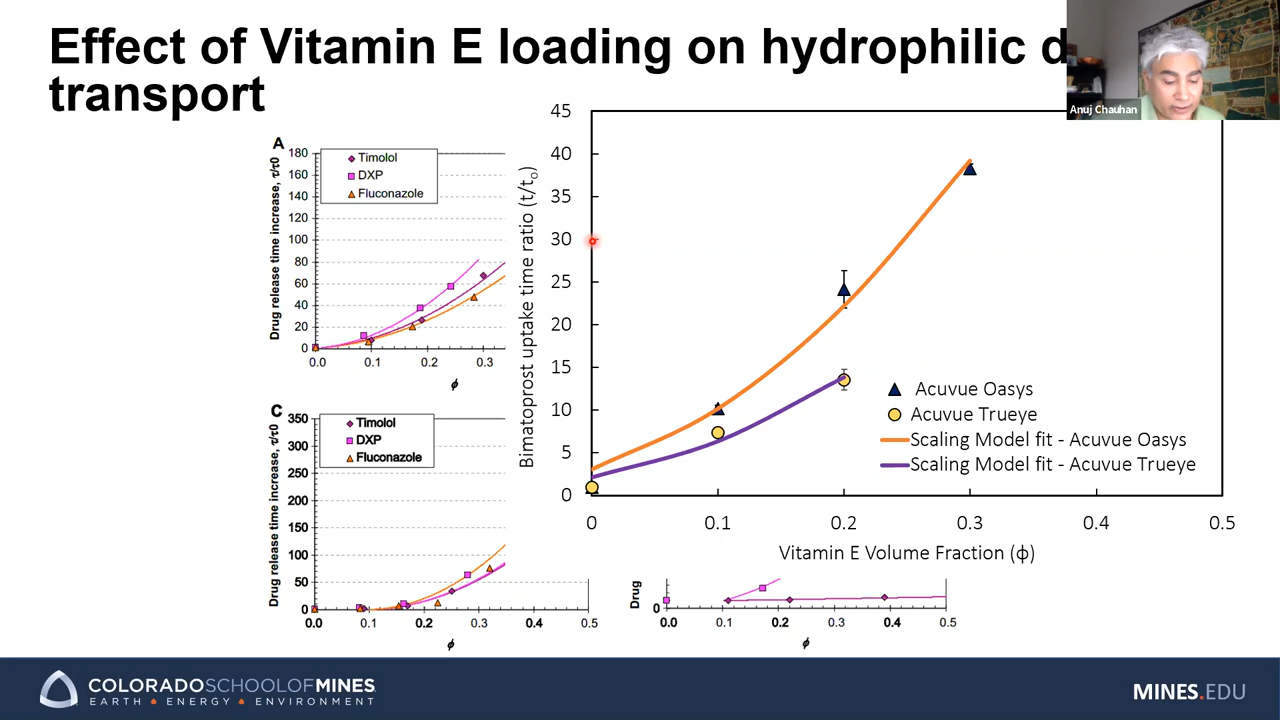 Effect of Vitamin E loading on hydrophilic d
transport
Anuj Chauhan
A
180
160
140
120
100
80
60
40
20
0
Drug release time increase, τ/τ0
Timolol
DXP
Fluconazole
0.0 0.1 0.2 0.3
ϕ
C
350
300
250
200
150
100
50
0
Drug release time increase, τ/τ0
Timolol
DXP
Fluconazole
0.0 0.1 0.2 0.3 0.4 0.5
ϕ
45
40
35
30
25
20
15
10
5
0
Bimatoprost uptake time ratio (t/to)
Acuvue Oasys
Acuvue Trueye
Scaling Model fit - Acuvue Oasys
Scaling Model fit - Acuvue Trueye
0 0.1 0.2 0.3 0.4 0.5
Vitamin E Volume Fraction (ϕ)
Drug
0
0.0 0.1 0.2 0.3 0.4 0.5
ϕ
COLORADOSCHOOLOFMINES
EARTH • ENERGY • ENVIRONMENT
MINES.EDU